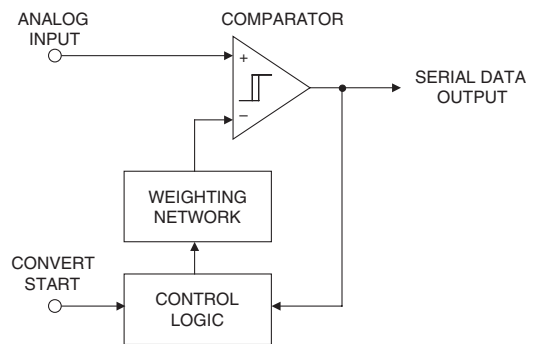 ANALOG
INPUT
COMPARATOR
+
−
SERIAL DATA
OUTPUT
WEIGHTING
NETWORK
CONVERT
START
CONTROL
LOGIC